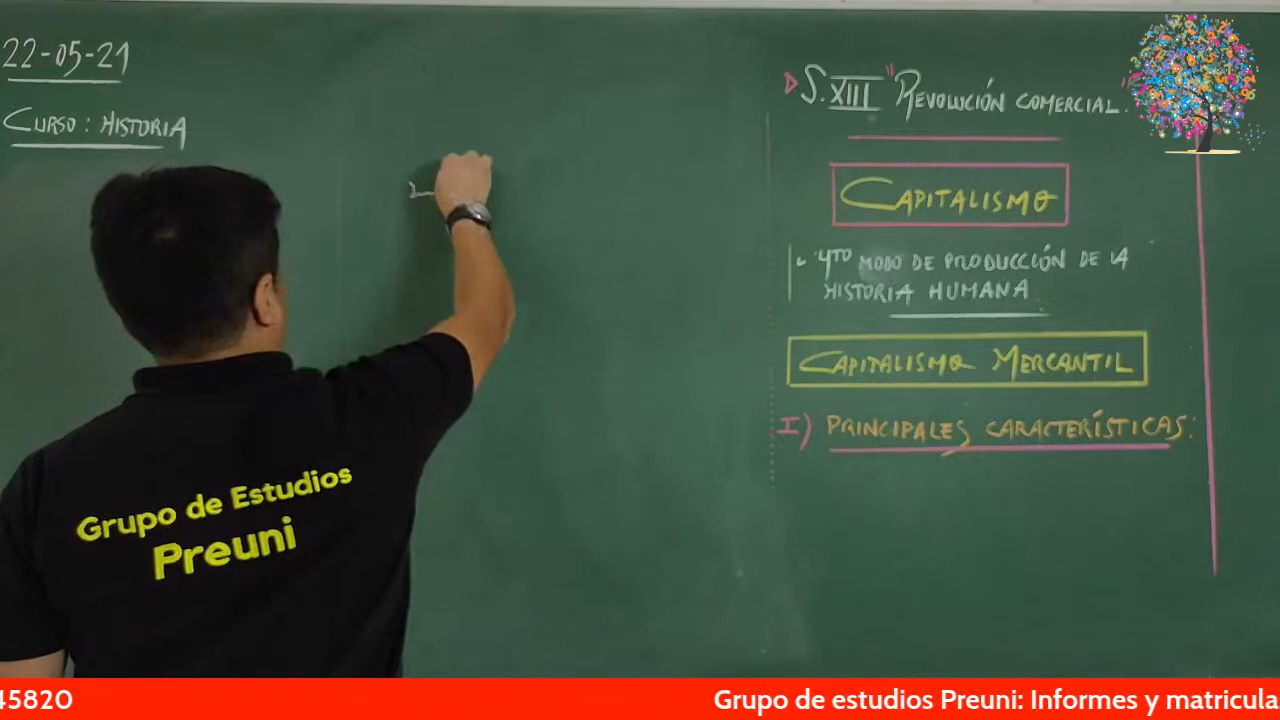 22-05-21
CURSO: HISTORIA
S.XIII "REVOLUCIÓN COMERCIAL."
CAPITALISMO
4TO MODO DE PRODUCCIÓN DE LA
HISTORIA HUMANA
CAPITALISMO MERCANTIL
I) PRINCIPALES CARACTERÍSTICAS:
Grupo de Estudios
Preuni
45820
Grupo de estudios Preuni: Informes y matricula